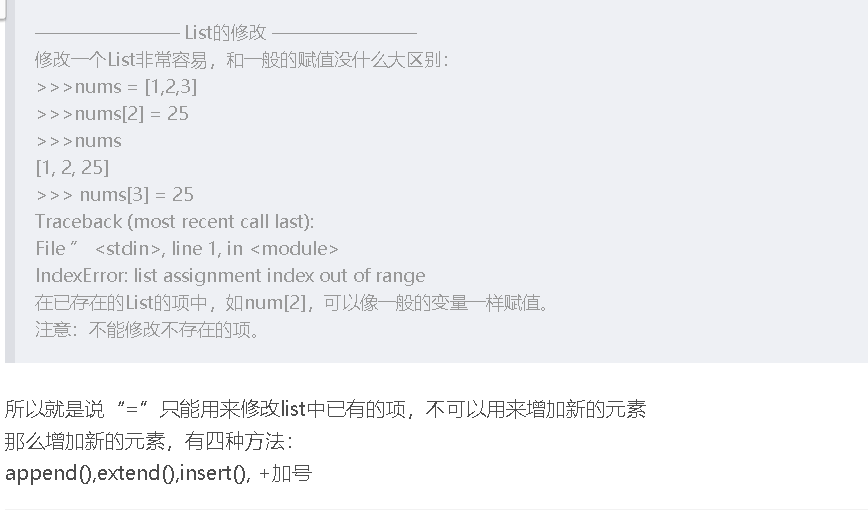 ———————— List的修改 ————————
修改一个List非常容易，和一般的赋值没什么大区别：
>>>nums = [1,2,3]
>>>nums[2] = 25
>>>nums
[1, 2, 25]
>>> nums[3] = 25
Traceback (most recent call last):
File ” <stdin>, line 1, in <module>
IndexError: list assignment index out of range
在已存在的List的项中，如num[2]，可以像一般的变量一样赋值。
注意：不能修改不存在的项。
所以就是说“=”只能用来修改list中已有的项，不可以用来增加新的元素
那么增加新的元素，有四种方法：
append(),extend(),insert(), +加号